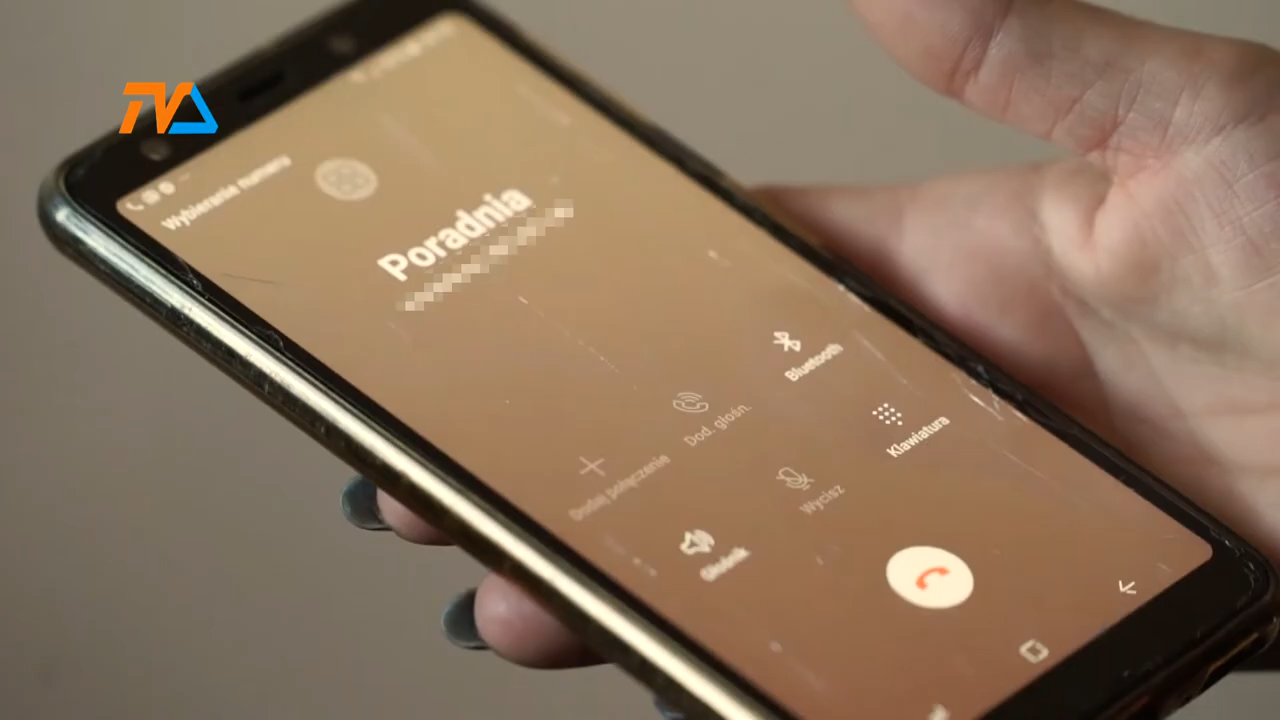 TVA
Wybieranie numeru
Poradnia
Dodaj połączenie
Dod. głośn.
Bluetooth
Głośnik
Wycisz
Klawiatura